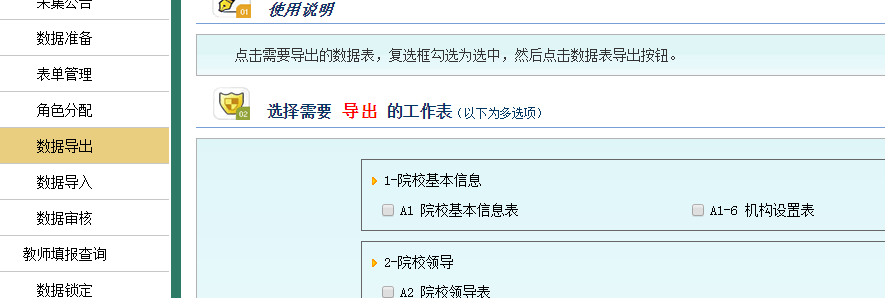 采集公告
数据准备
表单管理
角色分配
数据导出
数据导入
数据审核
教师填报查询
数据锁定
01
使用说明
点击需要导出的数据表，复选框勾选为选中，然后点击数据表导出按钮。
02
选择需要 导出 的工作表（以下为多选项）
1-院校基本信息
A1 院校基本信息表
A1-6 机构设置表
2-院校领导
A2 院校领导表